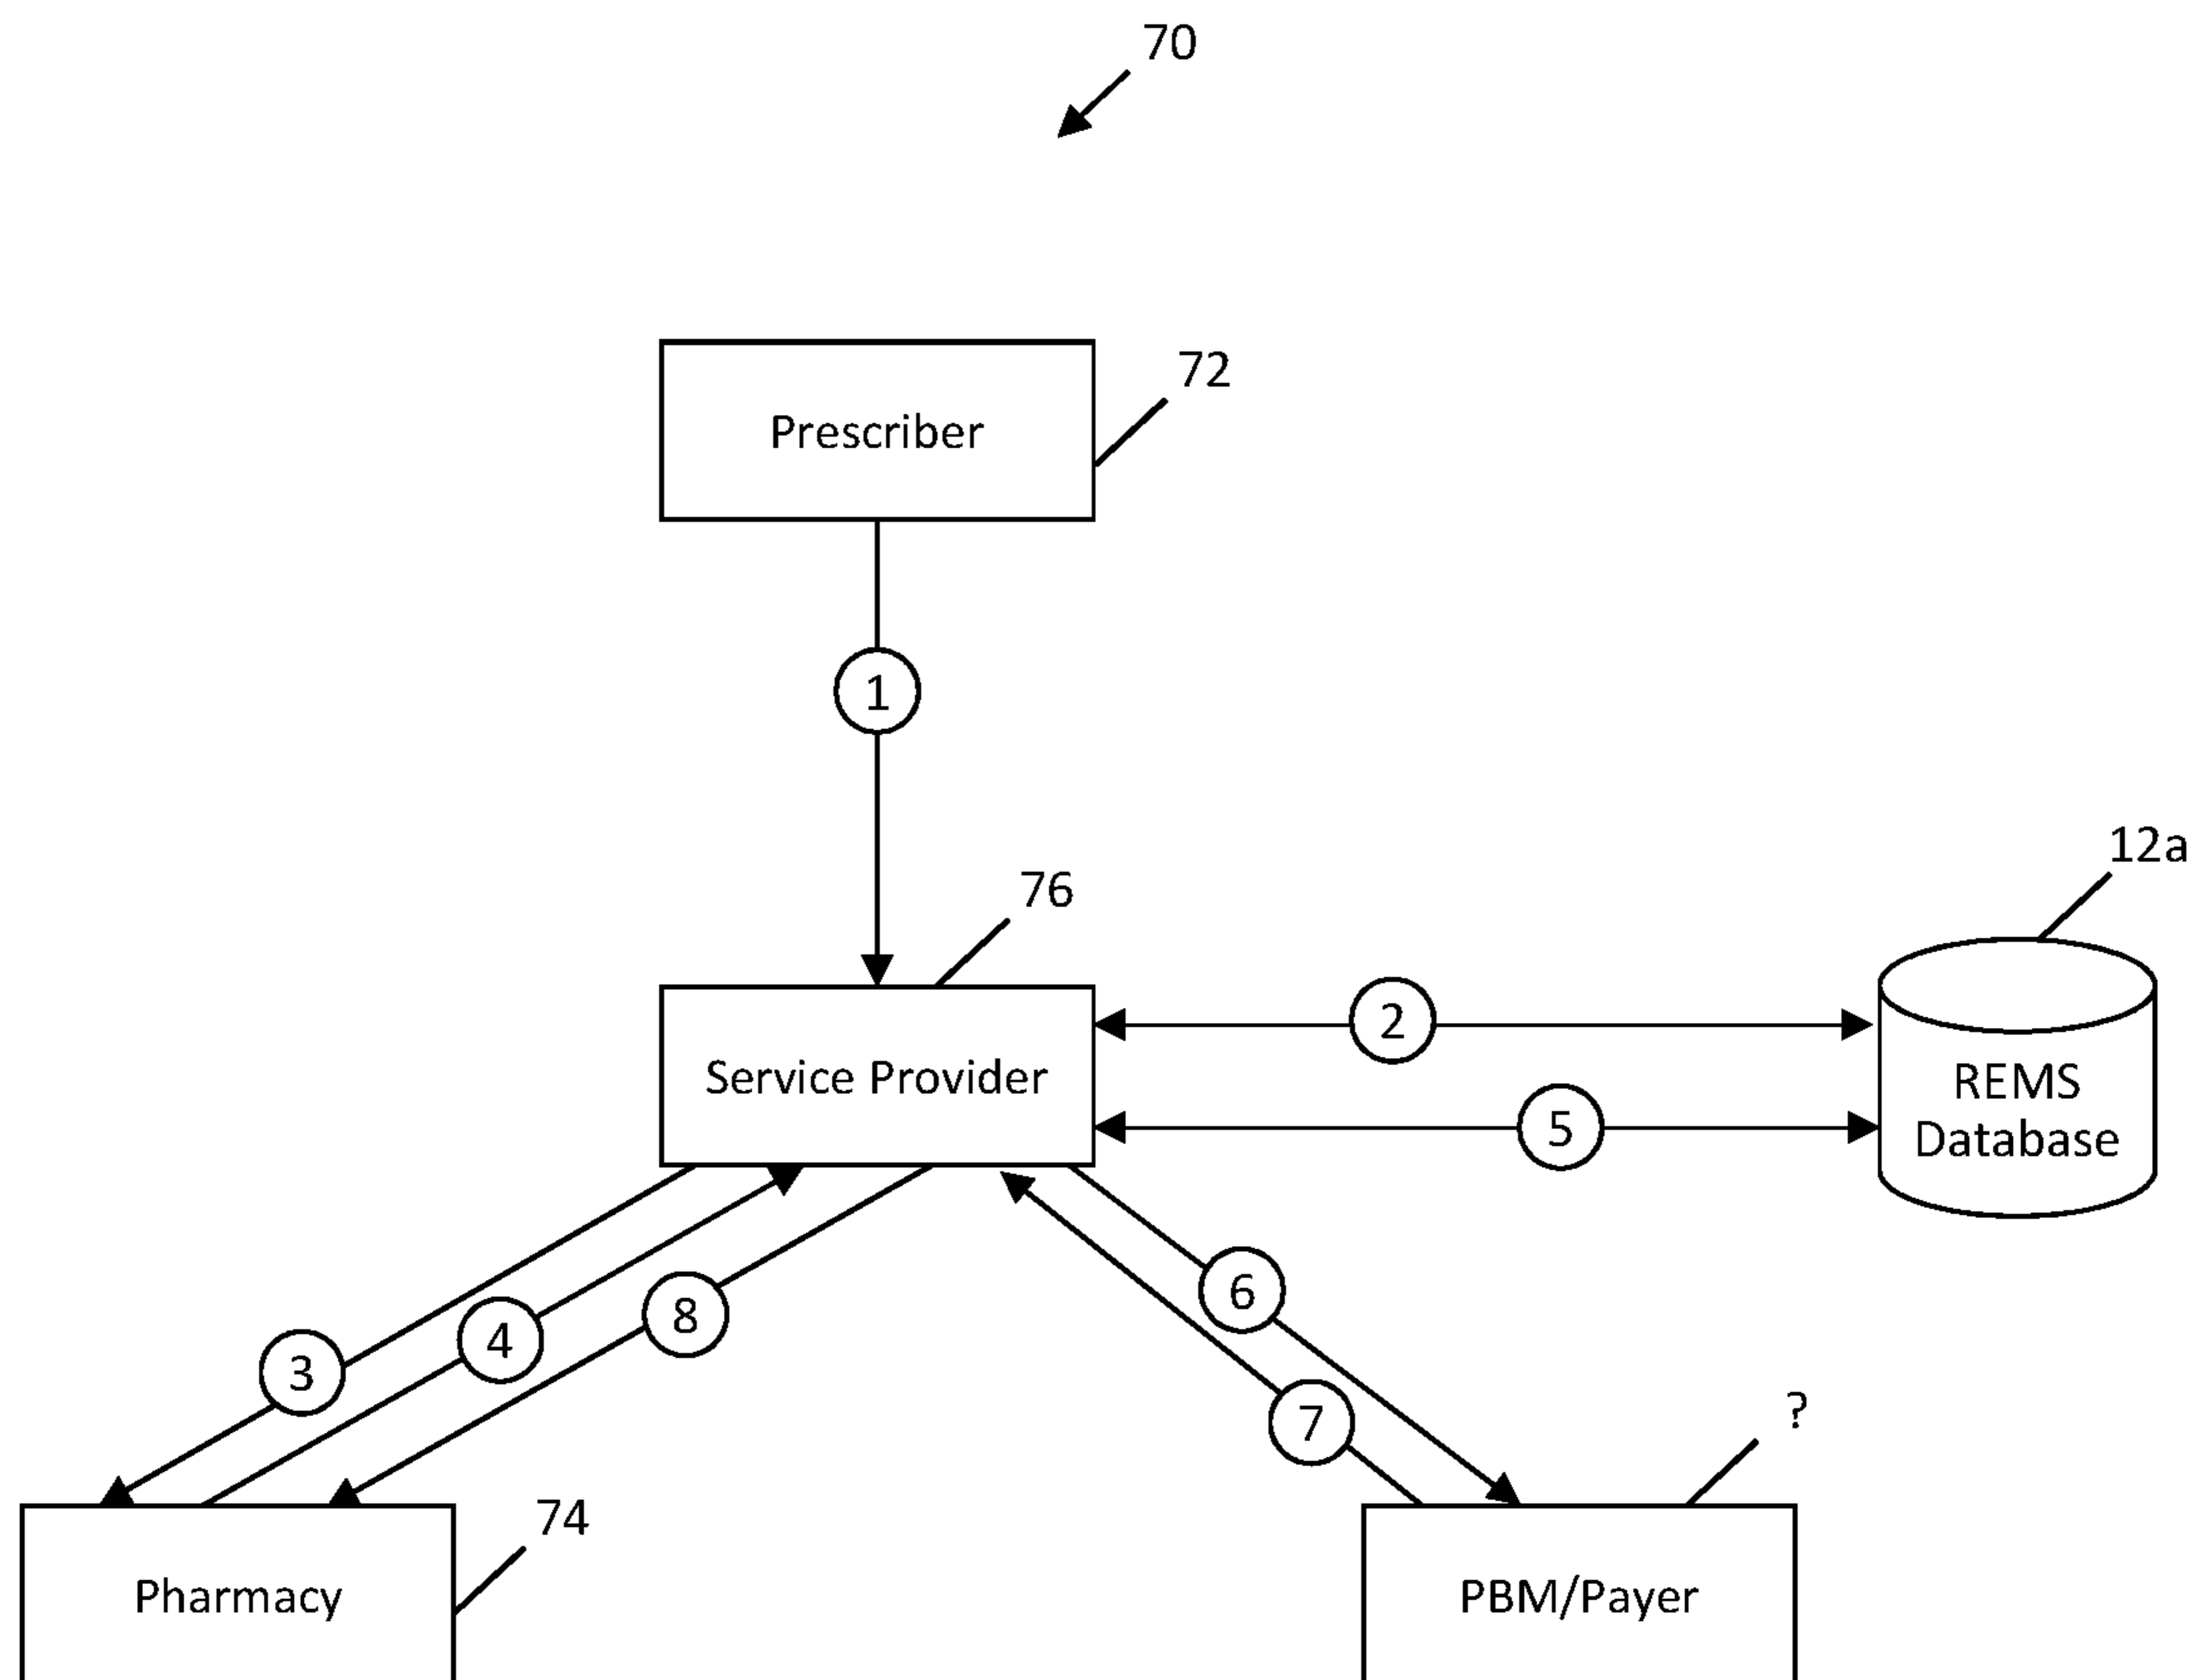 70
72
Prescriber
1
12a
76
2
Service Provider
REMS
Database
5
6
8
4
3
7
?
74
Pharmacy
PBM/Payer